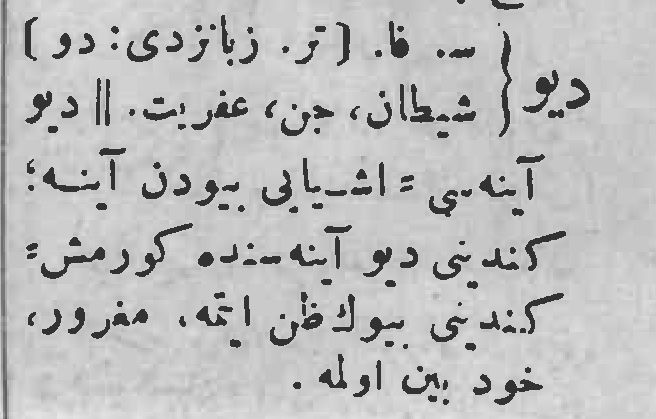 دیو } س. فا. [تر. زبانزدی: دو]
شیطان، جن، عفریت. || دیو
آینه‌سی = اشیایی بیودن آینه؛
کندینی دیو آینه‌سنده کورمش=
کندینی بیوك ظن ایتمه. مغرور،
خود بین اولمه.